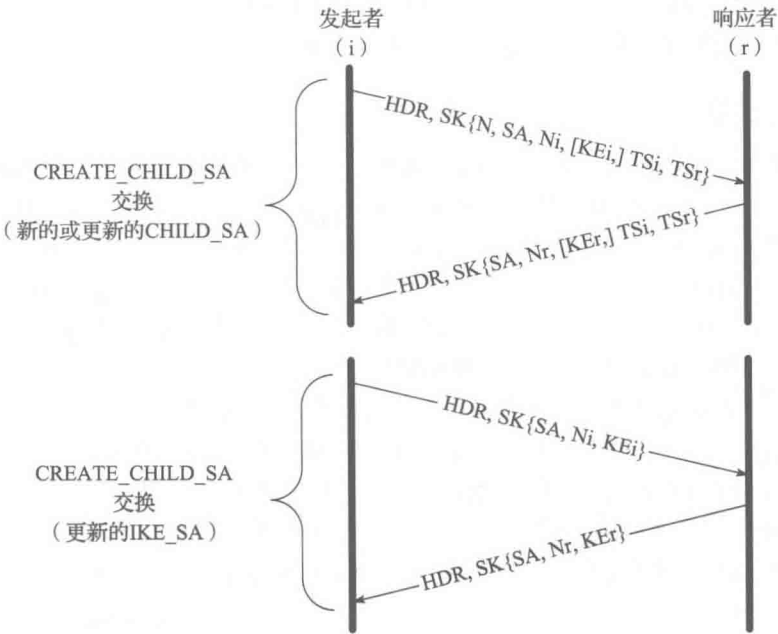 发起者
（i）
响应者
（r）
HDR, SK{N, SA, Ni, [KEi,] TSi, TSr}
CREATE_CHILD_SA
交换
（新的或更新的CHILD_SA）
HDR, SK{SA, Nr, [KEr,] TSi, TSr}
HDR, SK{SA, Ni, KEi}
CREATE_CHILD_SA
交换
（更新的IKE_SA）
HDR, SK{SA, Nr, KEr}